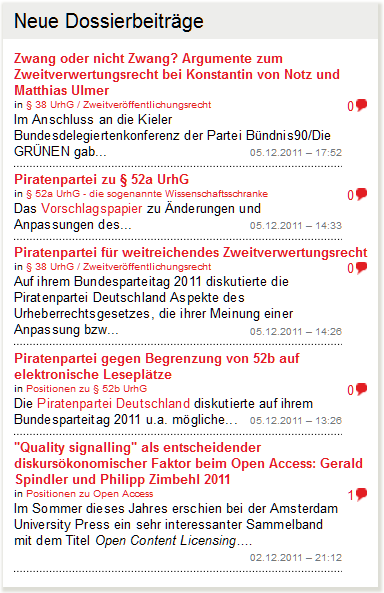 Neue Dossierbeiträge
Zwang oder nicht Zwang? Argumente zum
Zweitverwertungsrecht bei Konstantin von Notz und
Matthias Ulmer
in § 38 UrhG / Zweitveröffentlichungsrecht
0
Im Anschluss an die Kieler
Bundesdelegiertenkonferenz der Partei Bündnis90/Die
GRÜNEN gab...
05.12.2011 – 17:52
Piratenpartei zu § 52a UrhG
in § 52a UrhG - die sogenannte Wissenschaftsschranke
0
Das Vorschlagspapier zu Änderungen und
Anpassungen des...
05.12.2011 – 14:33
Piratenpartei für weitreichendes Zweitverwertungsrecht
in § 38 UrhG / Zweitveröffentlichungsrecht
0
Auf ihrem Bundesparteitag 2011 diskutierte die
Piratenpartei Deutschland Aspekte des
Urheberrechtsgesetzes, die ihrer Meinung einer
Anpassung bzw...
05.12.2011 – 14:26
Piratenpartei gegen Begrenzung von 52b auf
elektronische Leseplätze
in Positionen zu § 52b UrhG
0
Die Piratenpartei Deutschland diskutierte auf ihrem
Bundesparteitag 2011 u.a. mögliche...
05.12.2011 – 13:26
"Quality signalling" als entscheidender
diskursökonomischer Faktor beim Open Access: Gerald
Spindler und Philipp Zimbehl 2011
in Positionen zu Open Access
1
Im Sommer dieses Jahres erschien bei der Amsterdam
University Press ein sehr interessanter Sammelband
mit dem Titel Open Content Licensing....
02.12.2011 – 21:12